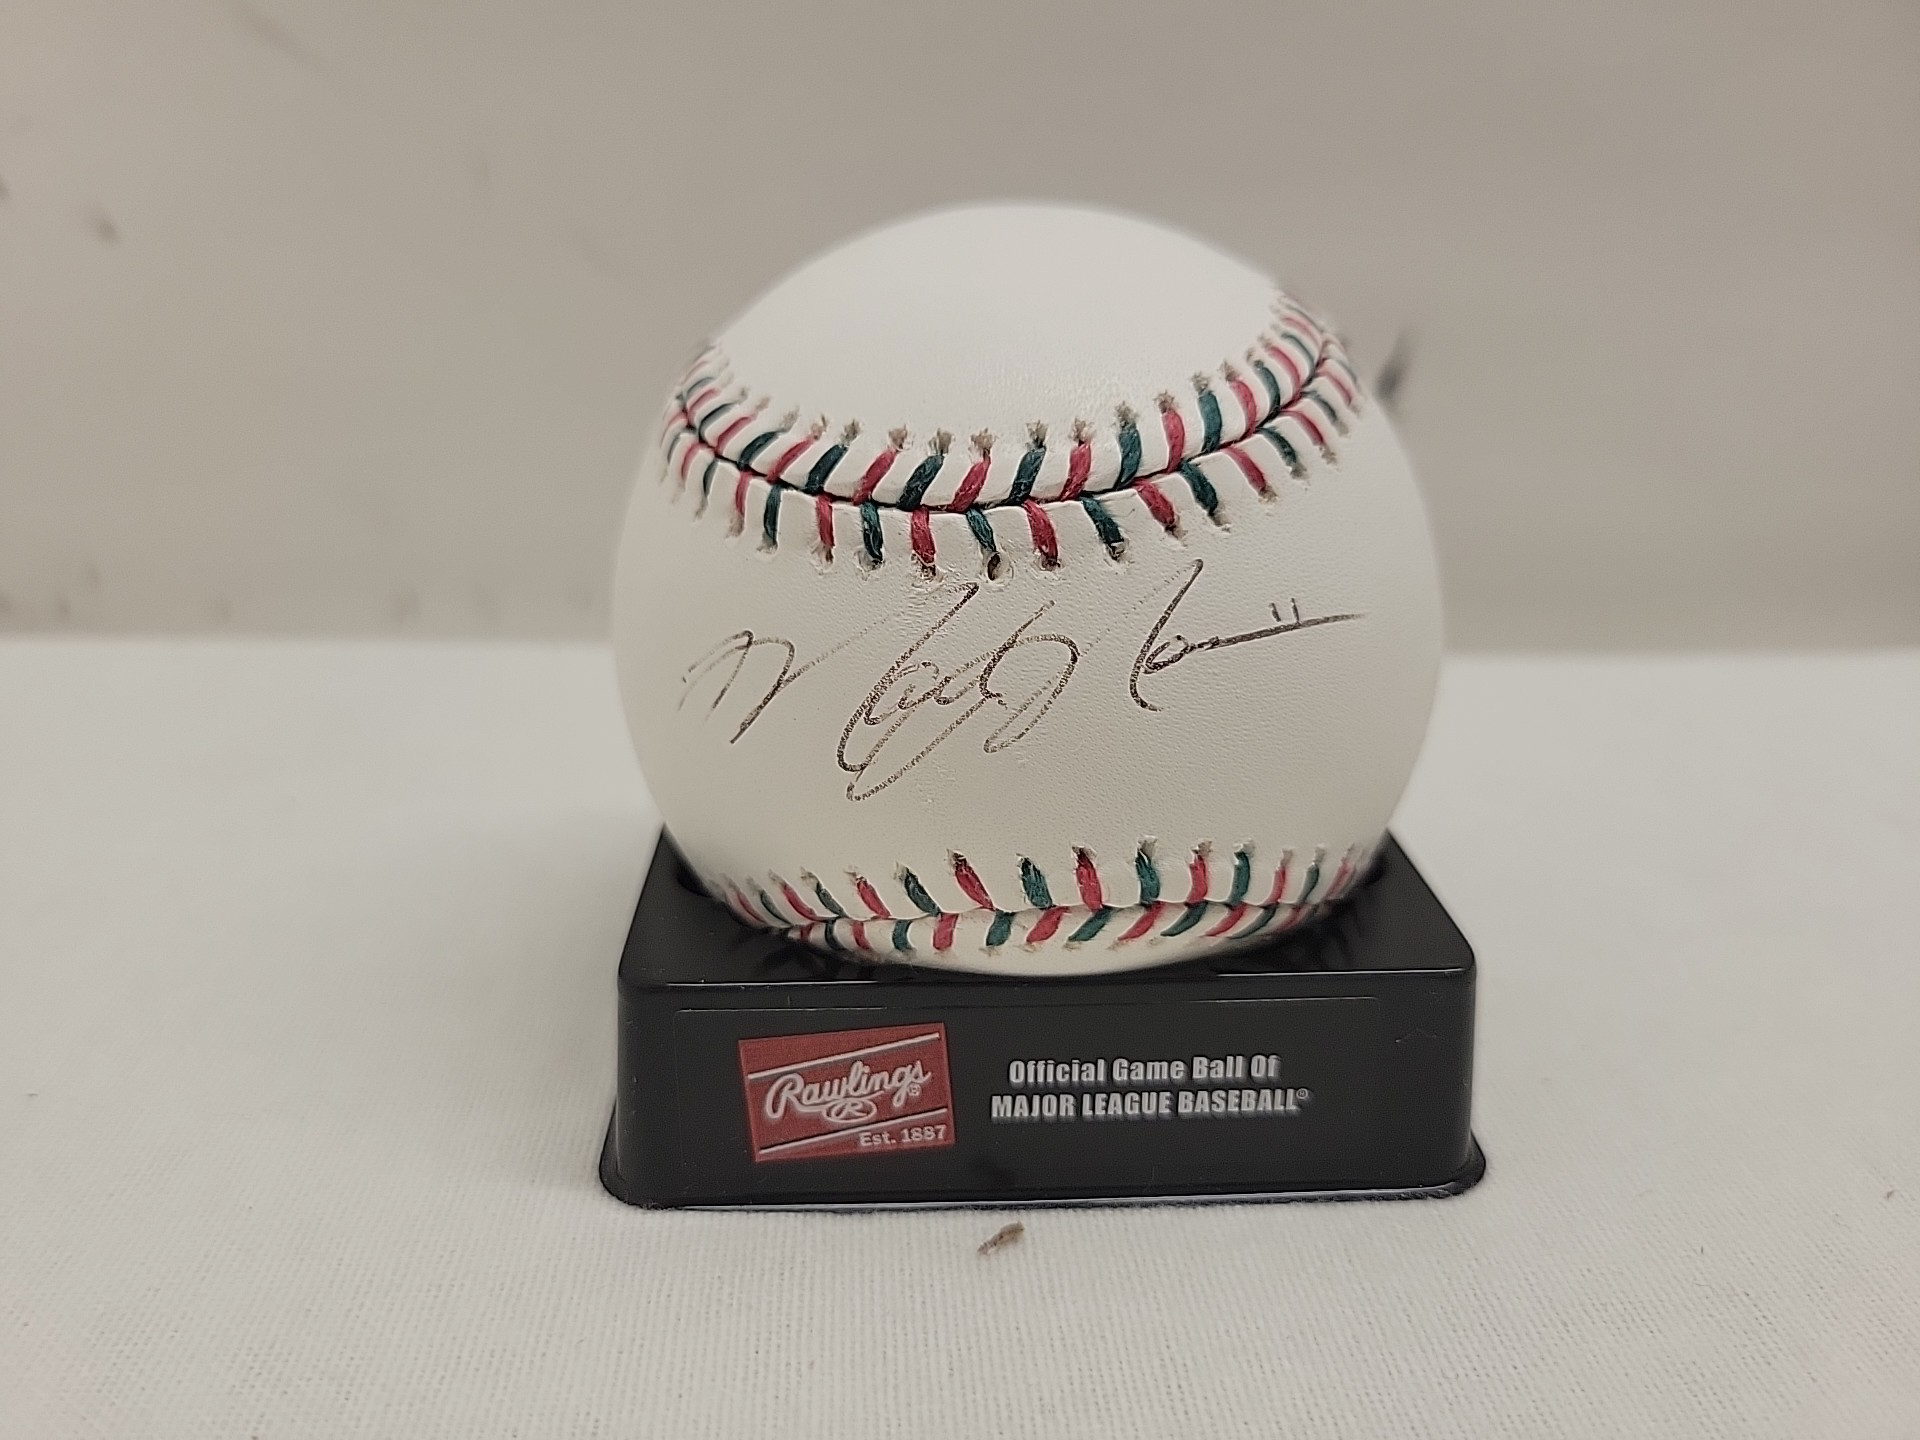 Rawlings®
R
Est. 1887
Official Game Ball Of
MAJOR LEAGUE BASEBALL®